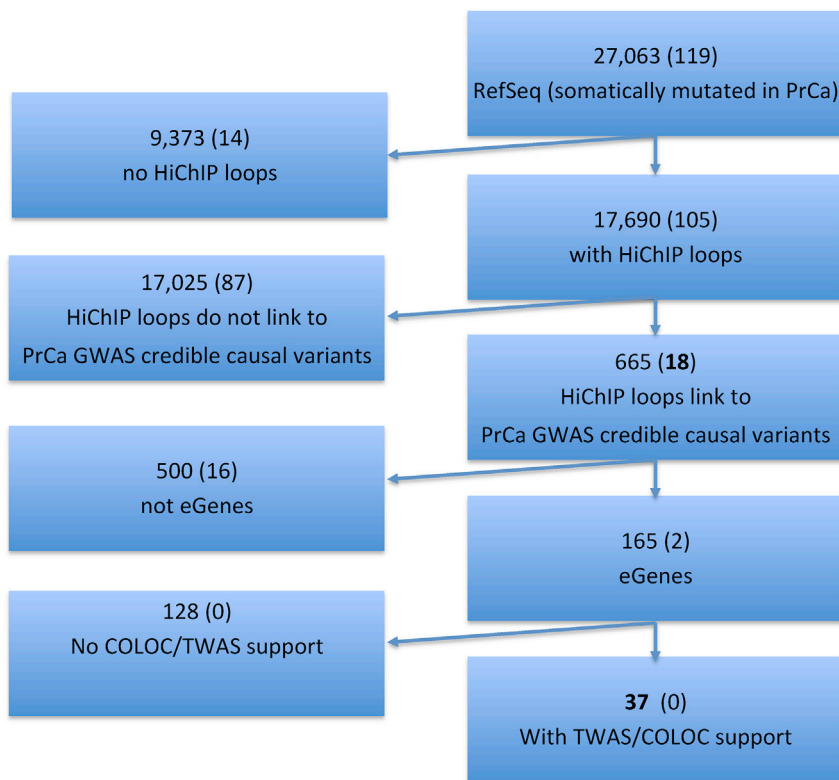 27,063 (119)
RefSeq (somatically mutated in PrCa)
9,373 (14)
no HiChIP loops
17,690 (105)
with HiChIP loops
17,025 (87)
HiChIP loops do not link to
PrCa GWAS credible causal variants
665 (18)
HiChIP loops link to
PrCa GWAS credible causal variants
500 (16)
not eGenes
165 (2)
eGenes
128 (0)
No COLOC/TWAS support
37 (0)
With TWAS/COLOC support